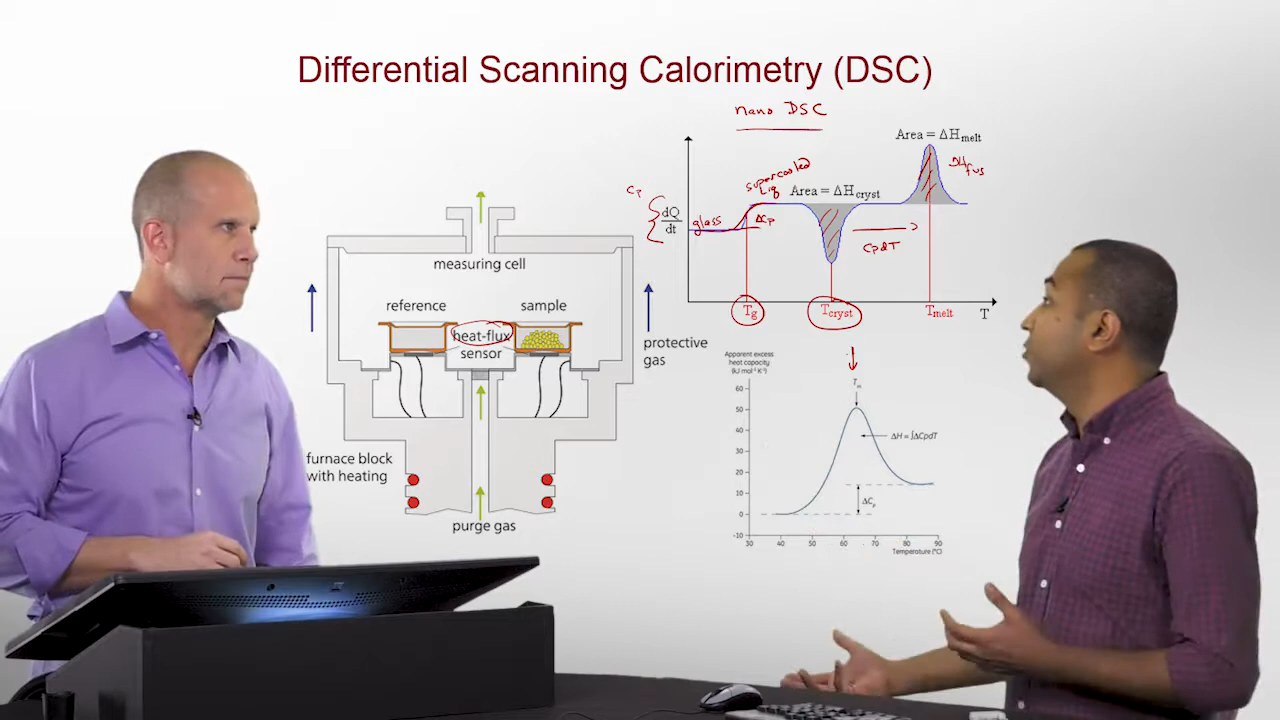 Differential Scanning Calorimetry (DSC)
nano DSC
Area = ΔHmelt
ΔHfus
supercooled
Liq
Area = ΔHcryst
Cp
dQ
dt
glass
ΔCp
CpdT
Tg
Tcryst
Tmelt
T
measuring cell
reference
sample
heat-flux
sensor
protective
gas
furnace block
with heating
purge gas
Apparent excess
heat capacity
(kJ mol⁻¹ K⁻¹)
Tm
60
50
40
30
20
10
0
-10
ΔH = ∫ΔCpdT
ΔCp
30 40 50 60 70 80 90
Temperature (°C)